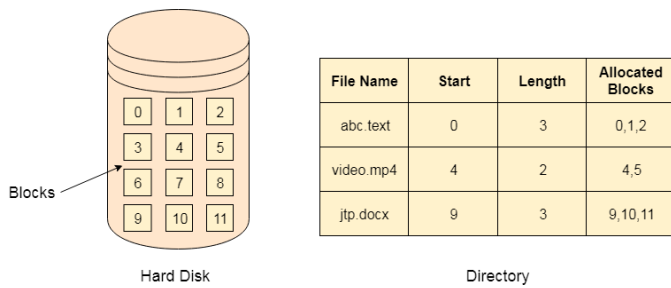 0 1 2
3 4 5
6 7 8
9 10 11
Blocks
Hard Disk
File Name Start Length Allocated Blocks
abc.text 0 3 0,1,2
video.mp4 4 2 4,5
jtp.docx 9 3 9,10,11
Directory